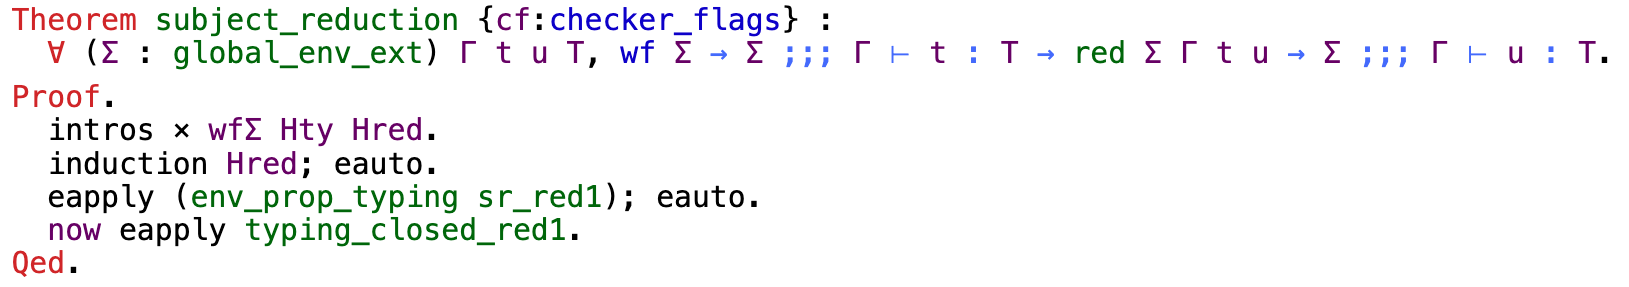 Theorem subject_reduction {cf:checker_flags} :
  ∀ (Σ : global_env_ext) Γ t u T, wf Σ → Σ ;;; Γ ⊢ t : T → red Σ Γ t u → Σ ;;; Γ ⊢ u : T.
Proof.
  intros × wfΣ Hty Hred.
  induction Hred; eauto.
  eapply (env_prop_typing sr_red1); eauto.
  now eapply typing_closed_red1.
Qed.